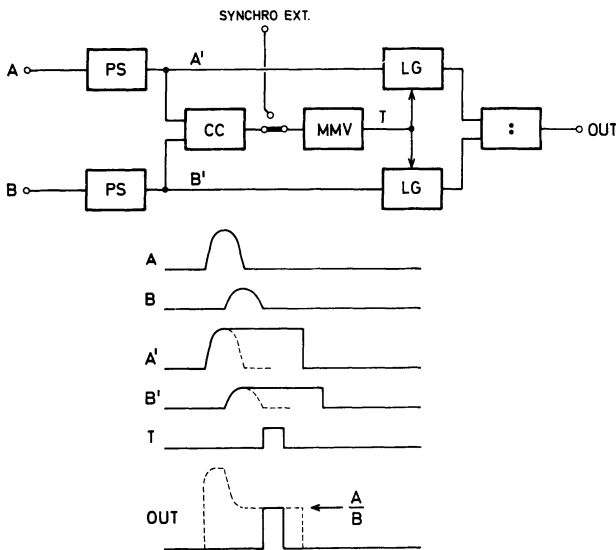 SYNCHRO EXT.
A PS A' LG
CC MMV T : OUT
B PS B' LG
A
B
A'
B'
T
OUT A/B